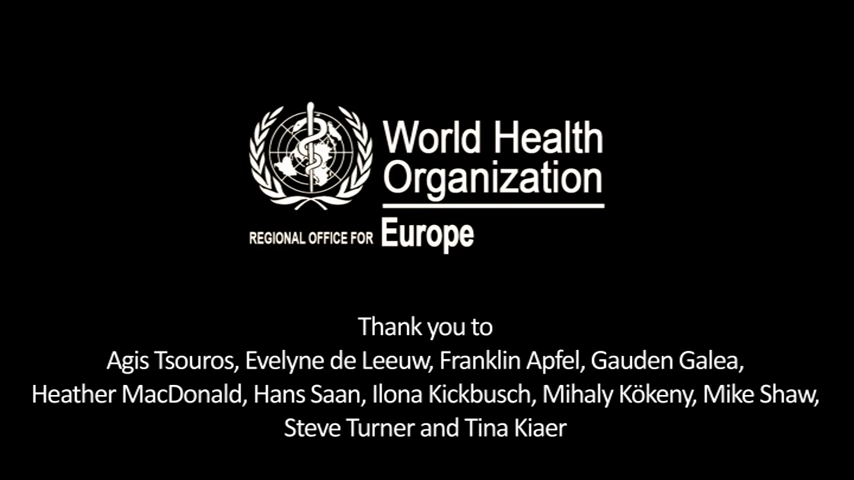 World Health
Organization
REGIONAL OFFICE FOR Europe
Thank you to
Agis Tsouros, Evelyne de Leeuw, Franklin Apfel, Gauden Galea,
Heather MacDonald, Hans Saan, Ilona Kickbusch, Mihaly Kökeny, Mike Shaw,
Steve Turner and Tina Kiaer